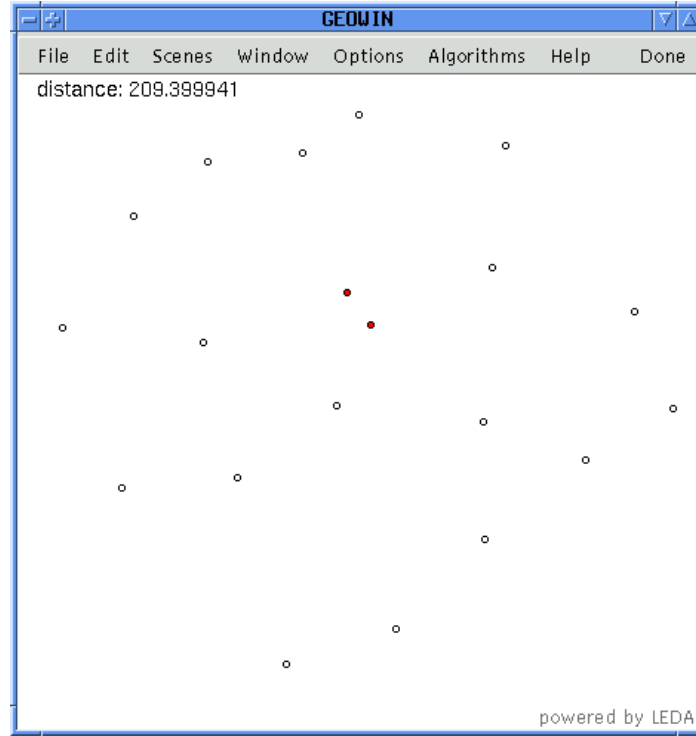 GEOWIN
File Edit Scenes Window Options Algorithms Help Done
distance: 209.399941
powered by LEDA